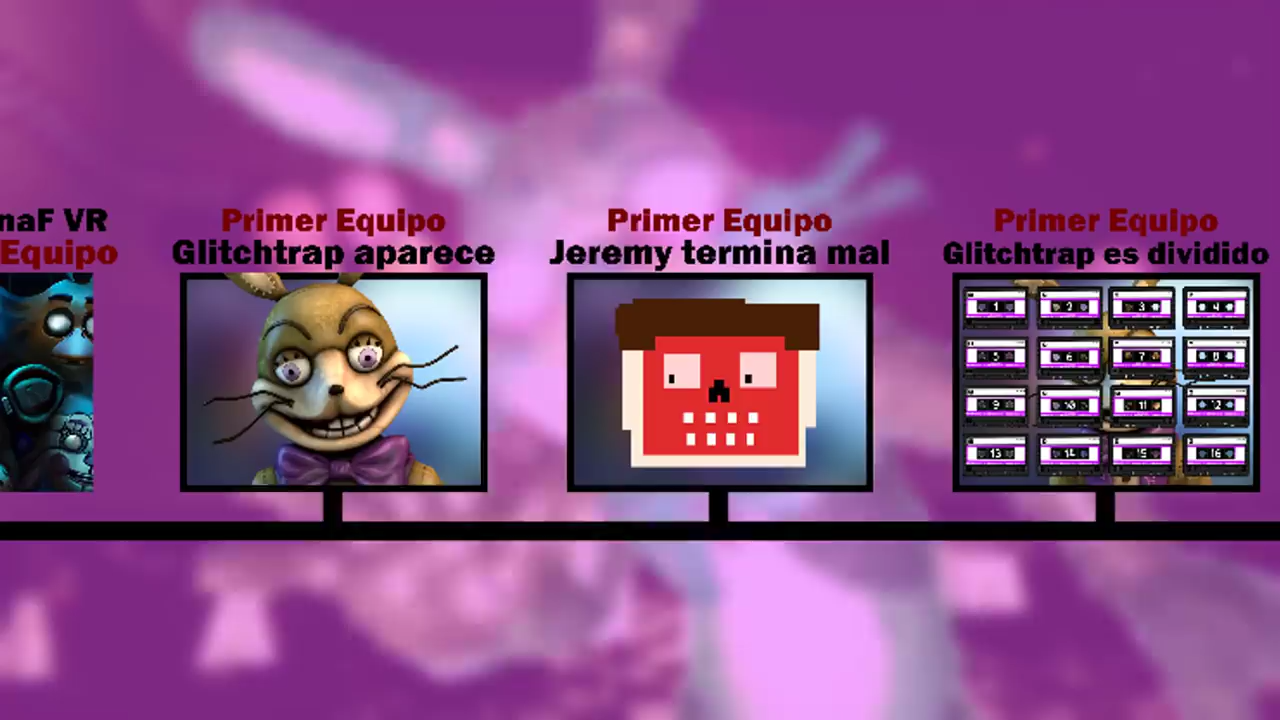 naF VR
Equipo
Primer Equipo
Glitchtrap aparece
Primer Equipo
Jeremy termina mal
Primer Equipo
Glitchtrap es dividido
1 2 3 4
5 6 7 8
9 10 11 12
13 14 15 16